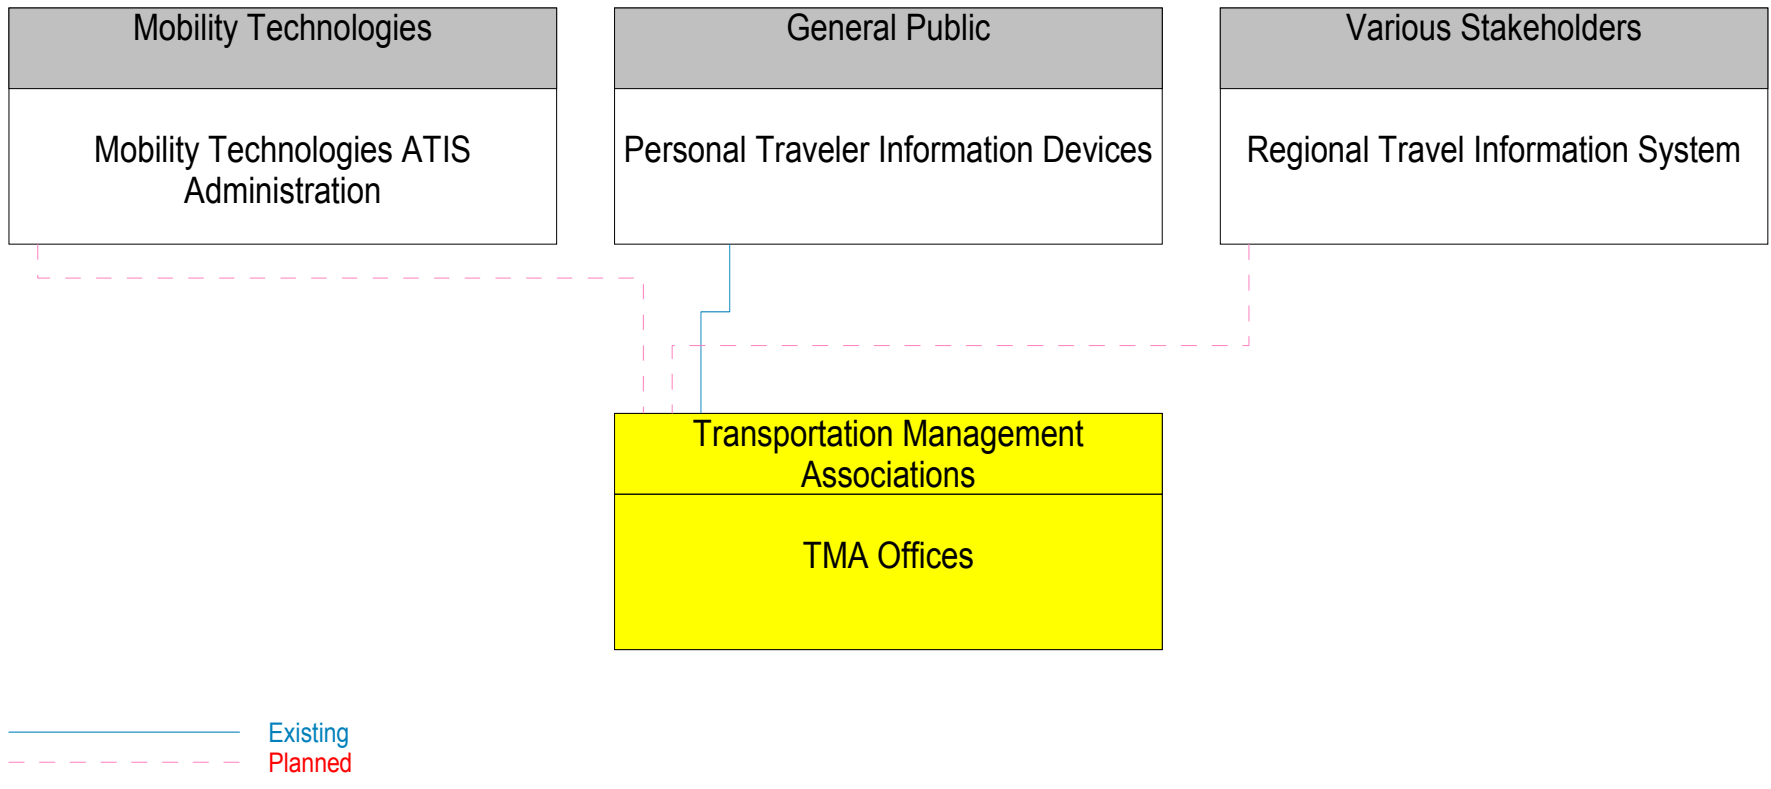 Mobility Technologies
General Public
Various Stakeholders
Mobility Technologies ATIS
Administration
Personal Traveler Information Devices
Regional Travel Information System
Transportation Management
Associations
TMA Offices
Existing
Planned